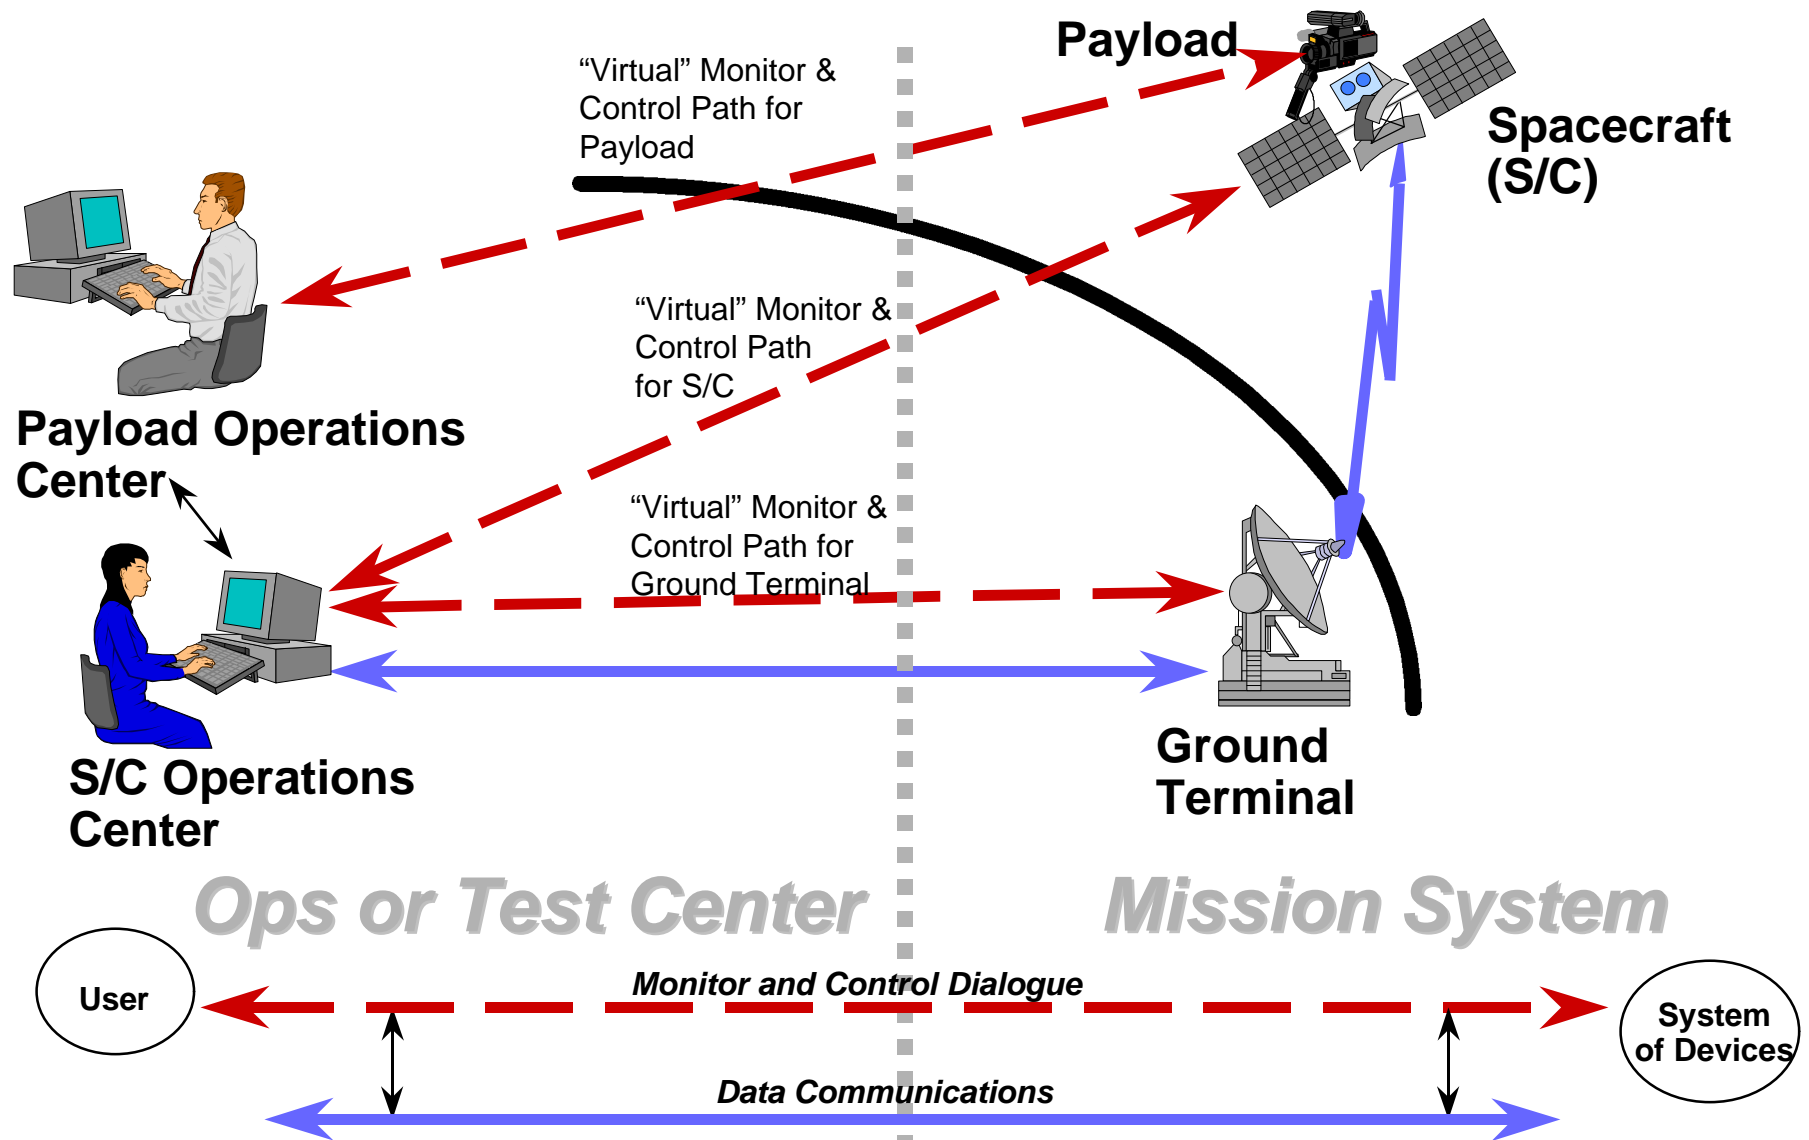 Payload
“Virtual” Monitor &
Control Path for
Payload
Spacecraft
(S/C)
“Virtual” Monitor &
Control Path
for S/C
Payload Operations
Center
“Virtual” Monitor &
Control Path for
Ground Terminal
Ground
Terminal
S/C Operations
Center
Ops or Test Center
Mission System
Monitor and Control Dialogue
User
System
of Devices
Data Communications